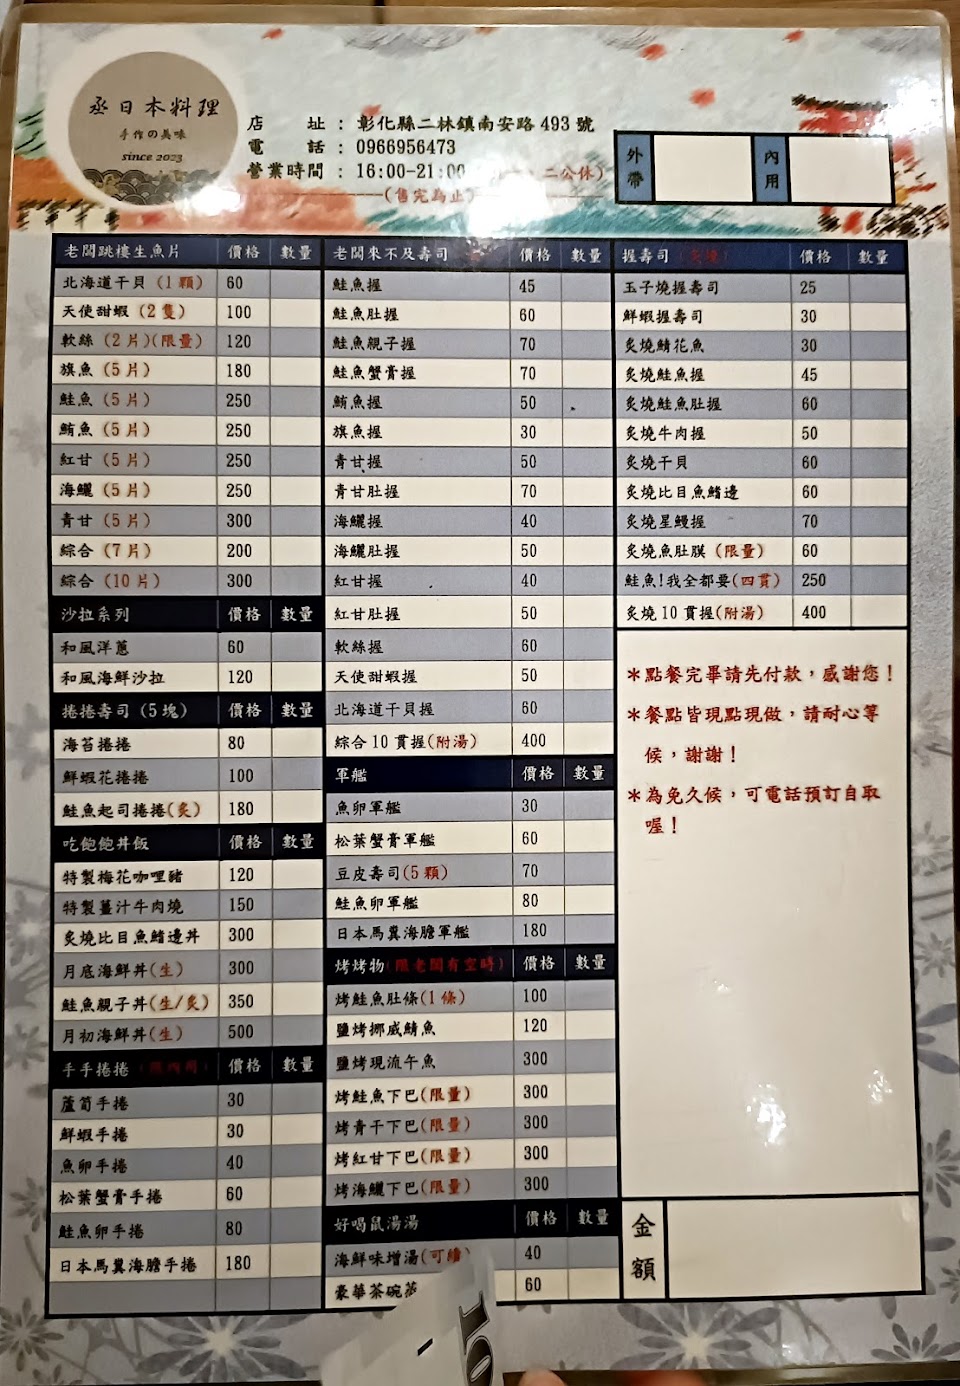 丞日本料理
手作の美味
since 2023
店 址：彰化縣二林鎮南安路 493 號
電 話：0966956473
營業時間：16:00-21:00 二公休)
(售完為止)
外帶
內用
老闆跳樓生魚片 價格 數量
北海道干貝 (1 顆) 60
天使甜蝦 (2 隻) 100
軟絲 (2 片)(限量) 120
旗魚 (5 片) 180
鮭魚 (5 片) 250
鮪魚 (5 片) 250
紅甘 (5 片) 250
海鱺 (5 片) 250
青甘 (5 片) 300
綜合 (7 片) 200
綜合 (10 片) 300
沙拉系列 價格 數量
和風洋蔥 60
和風海鮮沙拉 120
捲捲壽司 (5 塊) 價格 數量
海苔捲捲 80
鮮蝦花捲捲 100
鮭魚起司捲捲(炙) 180
吃飽飽丼飯 價格 數量
特製梅花咖哩豬 120
特製薑汁牛肉燒 150
炙燒比目魚鰭邊丼 300
月底海鮮丼(生) 300
鮭魚親子丼(生/炙) 350
月初海鮮丼(生) 500
手手捲捲 (限內用) 價格 數量
蘆筍手捲 30
鮮蝦手捲 30
魚卵手捲 40
松葉蟹膏手捲 60
鮭魚卵手捲 80
日本馬糞海膽手捲 180
老闆來不及壽司 價格 數量
鮭魚握 45
鮭魚肚握 60
鮭魚親子握 70
鮭魚蟹膏握 70
鮪魚握 50
旗魚握 30
青甘握 50
青甘肚握 70
海鱺握 40
海鱺肚握 50
紅甘握 40
紅甘肚握 50
軟絲握 60
天使甜蝦握 50
北海道干貝握 60
綜合 10 貫握(附湯) 400
軍艦 價格 數量
魚卵軍艦 30
松葉蟹膏軍艦 60
豆皮壽司(5 顆) 70
鮭魚卵軍艦 80
日本馬糞海膽軍艦 180
烤烤物(限老闆有空時) 價格 數量
烤鮭魚肚條(1 條) 100
鹽烤挪威鯖魚 120
鹽烤現流午魚 300
烤鮭魚下巴(限量) 300
烤青干下巴(限量) 300
烤紅甘下巴(限量) 300
烤海鱺下巴(限量) 300
好喝鼠湯湯 價格 數量
海鮮味增湯(可續) 40
豪華茶碗蒸 60
握壽司 (炙燒) 價格 數量
玉子燒握壽司 25
鮮蝦握壽司 30
炙燒鯖花魚 30
炙燒鮭魚握 45
炙燒鮭魚肚握 60
炙燒牛肉握 50
炙燒干貝 60
炙燒比目魚鰭邊 60
炙燒星鰻握 70
炙燒魚肚膜 (限量) 60
鮭魚!我全都要(四貫) 250
炙燒 10 貫握(附湯) 400
＊點餐完畢請先付款，感謝您！
＊餐點皆現點現做，請耐心等
候，謝謝！
＊為免久候，可電話預訂自取
喔！
金額